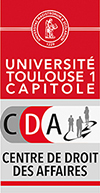 UNIVERSITÉ
TOULOUSE 1
CAPITOLE
CDA
CENTRE DE DROIT
DES AFFAIRES